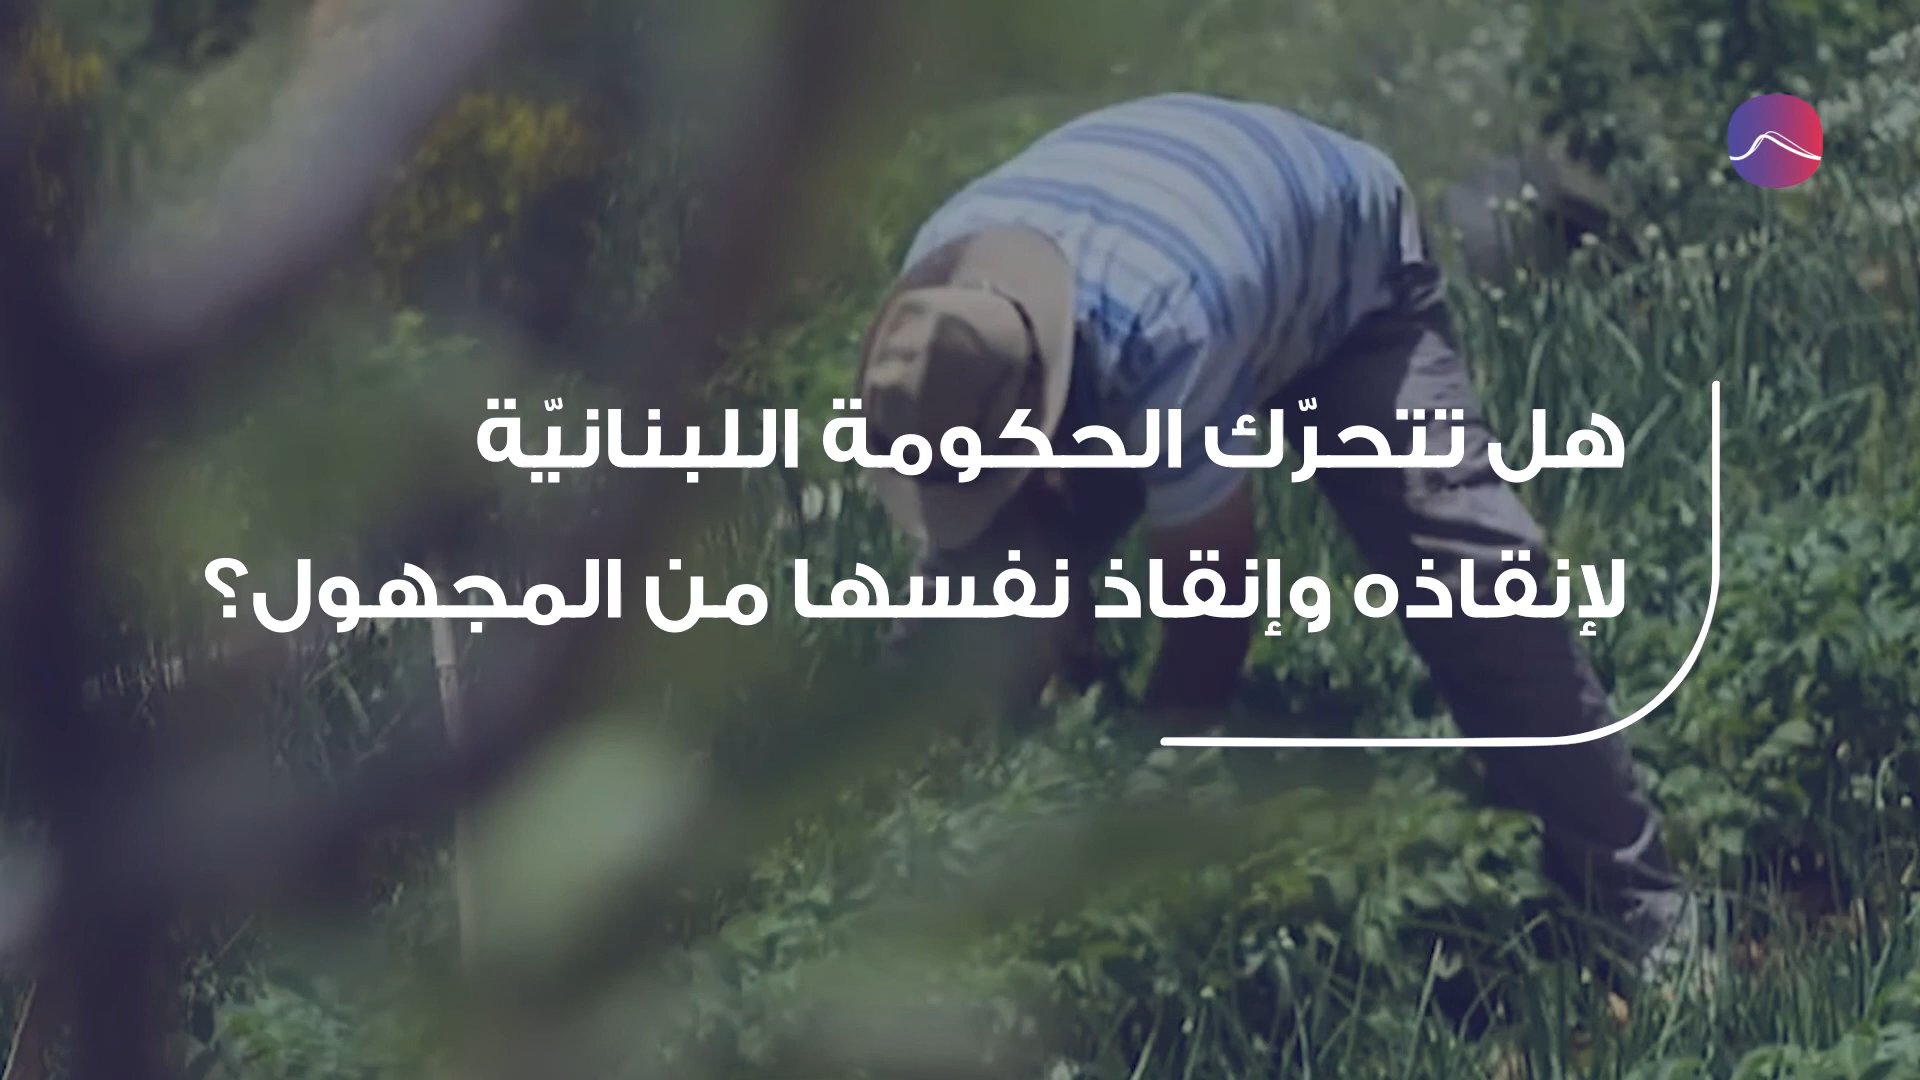 هل تتحرّك الحكومة اللبنانيّة
لإنقاذه وإنقاذ نفسها من المجهول؟